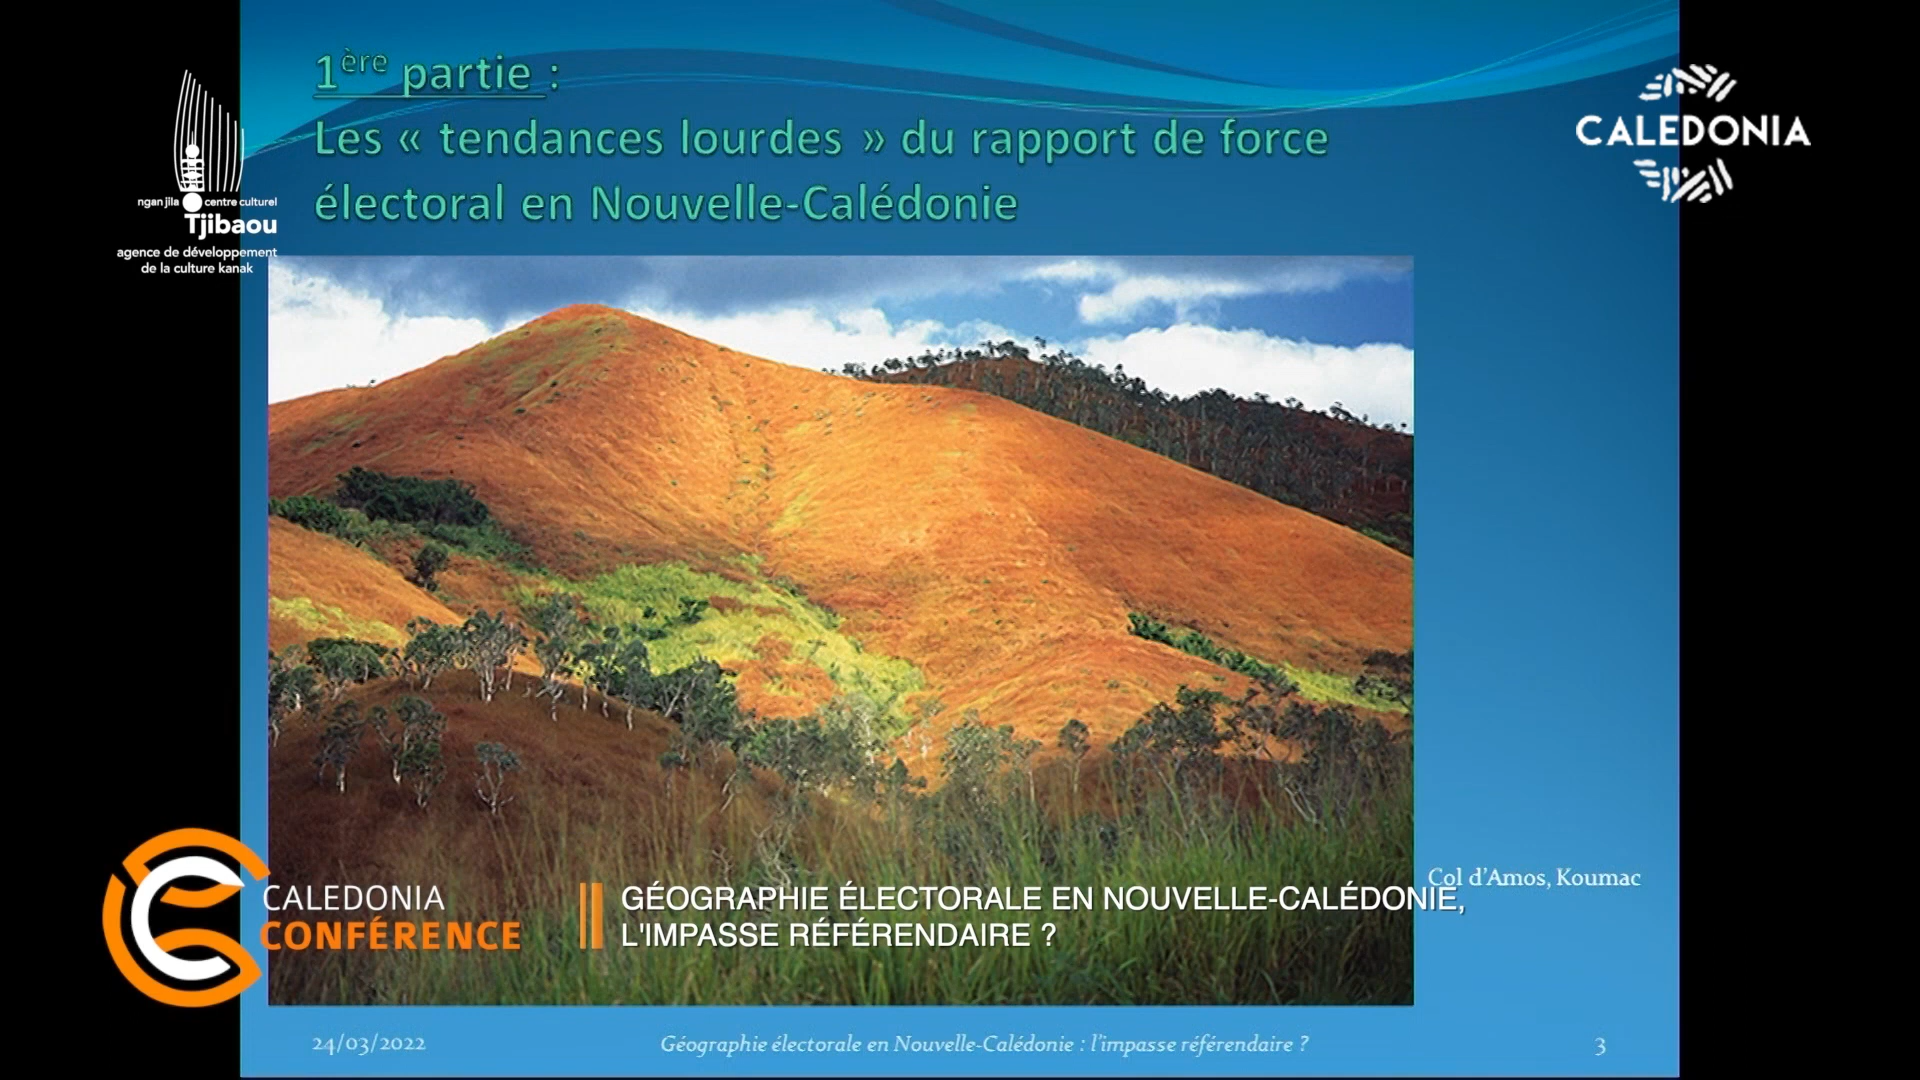 1ère partie :
Les « tendances lourdes » du rapport de force
électoral en Nouvelle-Calédonie
ngan jila centre culturel
Tjibaou
agence de développement
de la culture kanak
CALEDONIA
Col d'Amos, Koumac
CALEDONIA
CONFÉRENCE
GÉOGRAPHIE ÉLECTORALE EN NOUVELLE-CALÉDONIE,
L'IMPASSE RÉFÉRENDAIRE ?
24/03/2022
Géographie électorale en Nouvelle-Calédonie : l'impasse référendaire ?
3